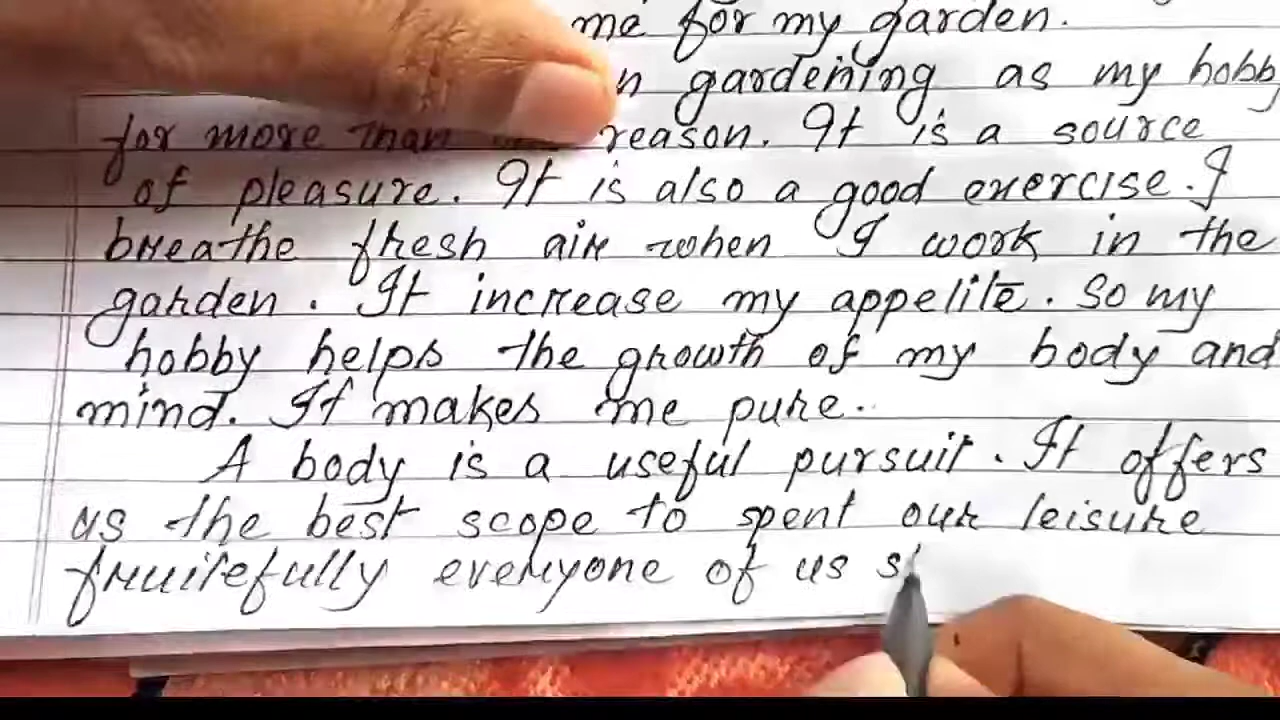 me for my garden.
gardening as my hobby
for more than reason. It is a source
of pleasure. It is also a good exercise. I
breathe fresh air when I work in the
garden. It increase my appelite. So my
hobby helps the growth of my body and
mind. It makes me pure.
A body is a useful pursuit. It offers
us the best scope to spent our leisure
fruitefully everyone of us s